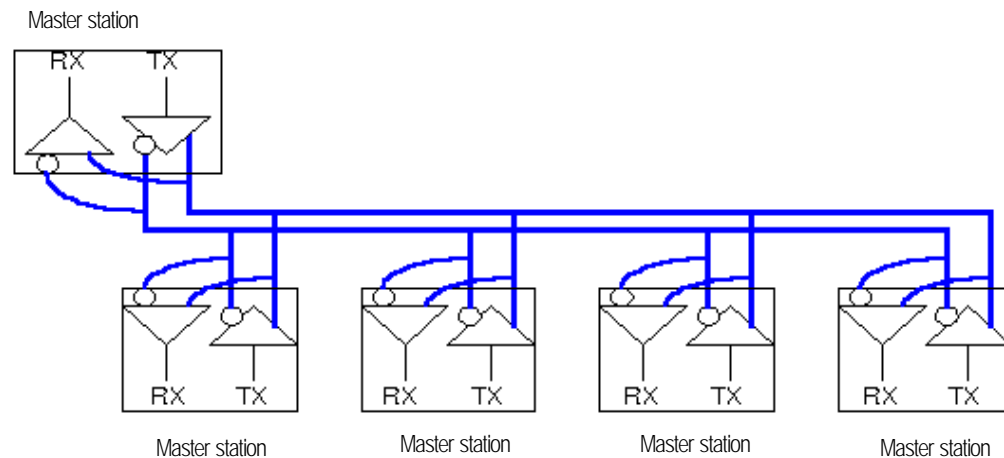 Master station
RX TX
RX TX RX TX RX TX RX TX
Master station Master station Master station Master station